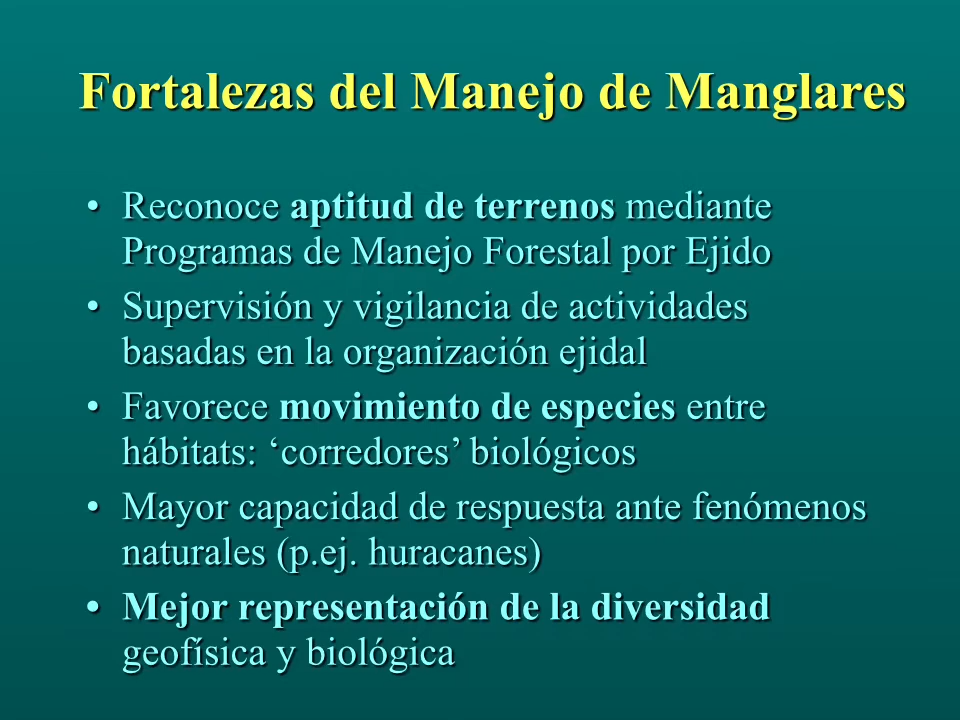 Fortalezas del Manejo de Manglares
• Reconoce aptitud de terrenos mediante
Programas de Manejo Forestal por Ejido
• Supervisión y vigilancia de actividades
basadas en la organización ejidal
• Favorece movimiento de especies entre
hábitats: ‘corredores’ biológicos
• Mayor capacidad de respuesta ante fenómenos
naturales (p.ej. huracanes)
• Mejor representación de la diversidad
geofísica y biológica